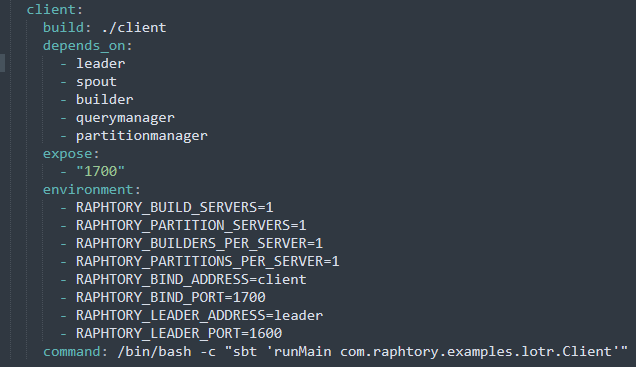 client:
  build: ./client
  depends_on:
    - leader
    - spout
    - builder
    - querymanager
    - partitionmanager
  expose:
    - "1700"
  environment:
    - RAPHTORY_BUILD_SERVERS=1
    - RAPHTORY_PARTITION_SERVERS=1
    - RAPHTORY_BUILDERS_PER_SERVER=1
    - RAPHTORY_PARTITIONS_PER_SERVER=1
    - RAPHTORY_BIND_ADDRESS=client
    - RAPHTORY_BIND_PORT=1700
    - RAPHTORY_LEADER_ADDRESS=leader
    - RAPHTORY_LEADER_PORT=1600
  command: /bin/bash -c "sbt 'runMain com.raphtory.examples.lotr.Client'"